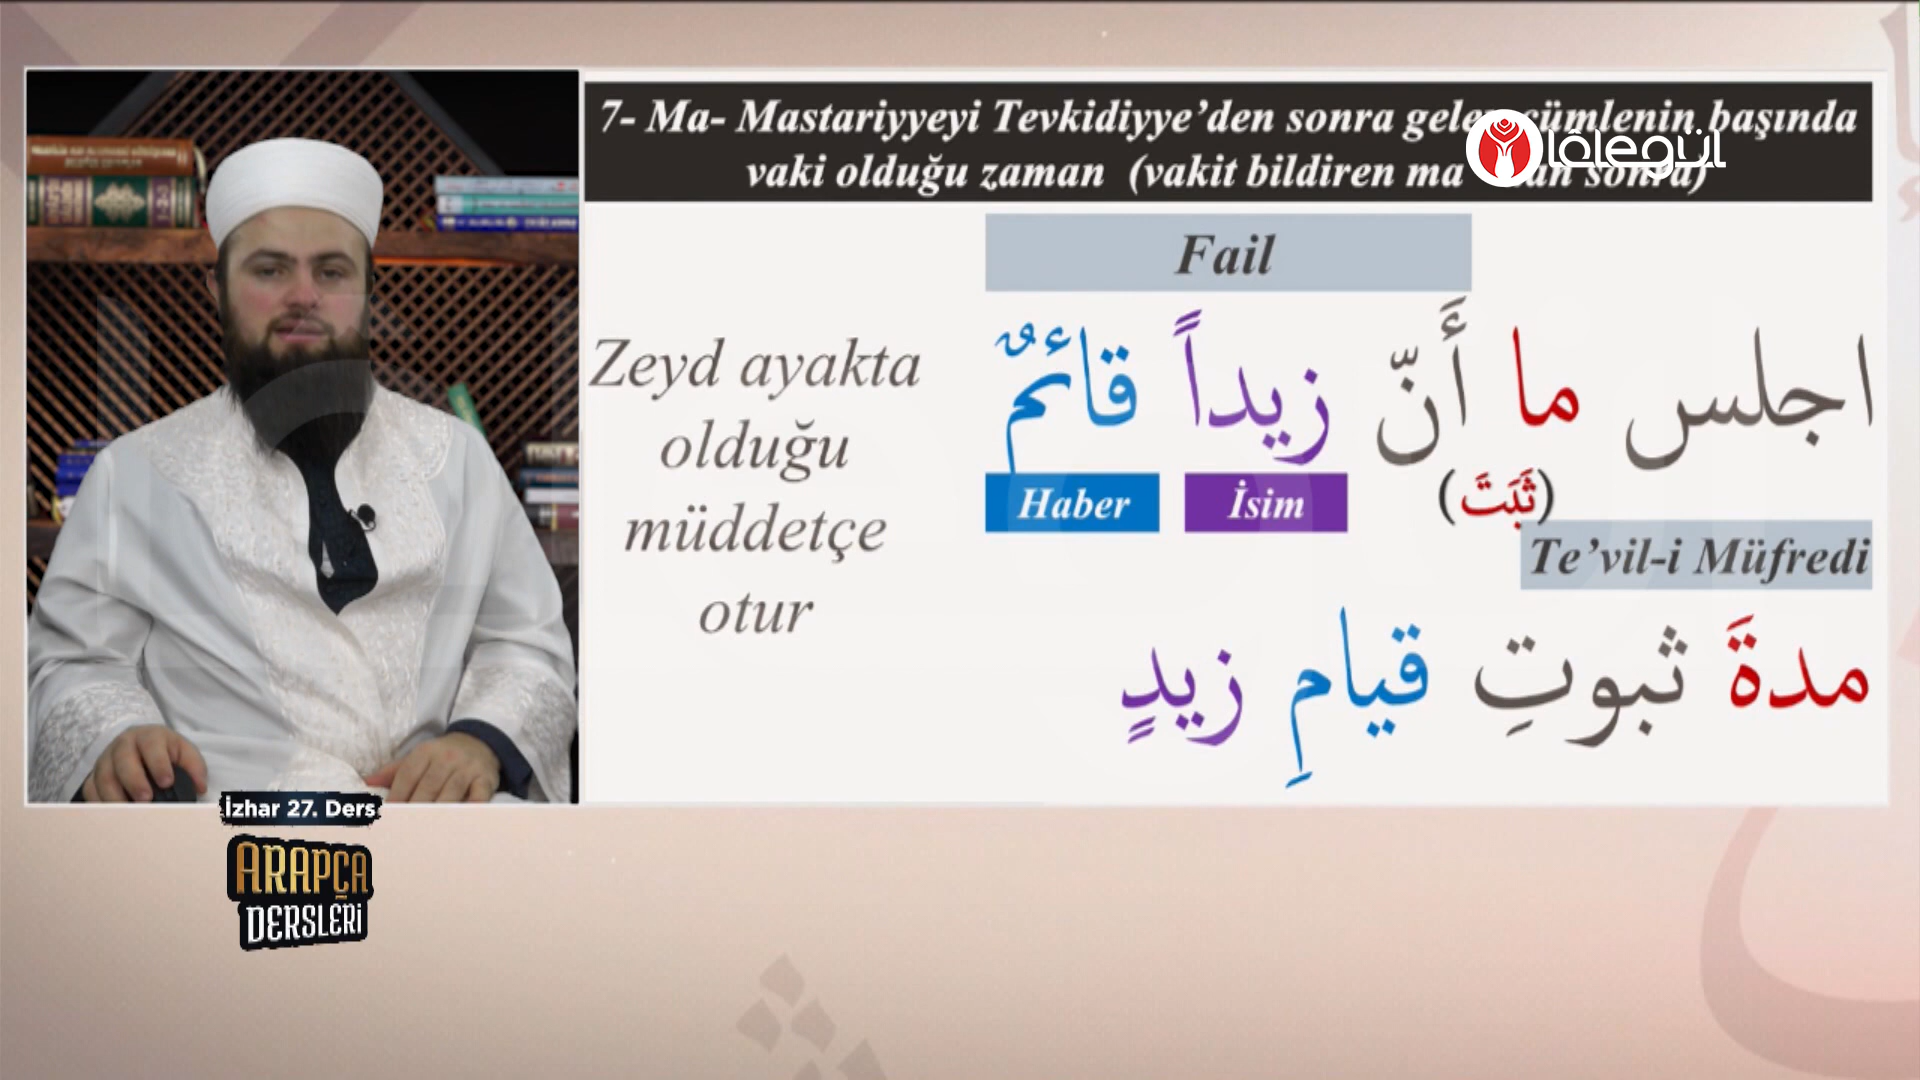 7- Ma- Mastariyyeyi Tevkidiyye’den sonra gelen cümlenin başında
vaki olduğu zaman (vakit bildiren ma sonra)
lâlegül
Fail
اجلس ما أَنّ زيداً قائمٌ
Haber İsim
(ثَبَتَ)
Te’vil-i Müfredi
مدةَ ثبوتِ قيامِ زيدٍ
Zeyd ayakta
olduğu
müddetçe
otur
İzhar 27. Ders
ARAPÇA
DERSLERİ